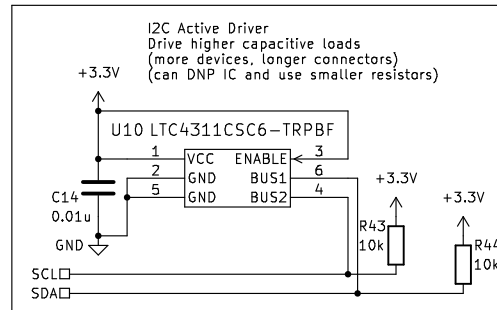 I2C Active Driver
Drive higher capacitive loads
(more devices, longer connectors)
(can DNP IC and use smaller resistors)
+3.3V
U10 LTC4311CSC6-TRPBF
1 VCC ENABLE 3
2 GND BUS1 6
5 GND BUS2 4
C14
0.01u
GND
+3.3V
+3.3V
R43
10k
R44
10k
SCL
SDA